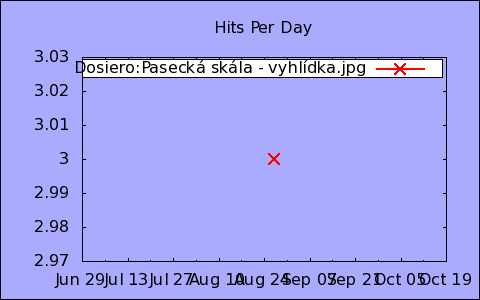 Hits Per Day
3.03
Dosiero:Pasecká skála - vyhlídka.jpg
3.02
3.01
3
2.99
2.98
2.97
Jun 29 Jul 13 Jul 27 Aug 10 Aug 24 Sep 07 Sep 21 Oct 05 Oct 19